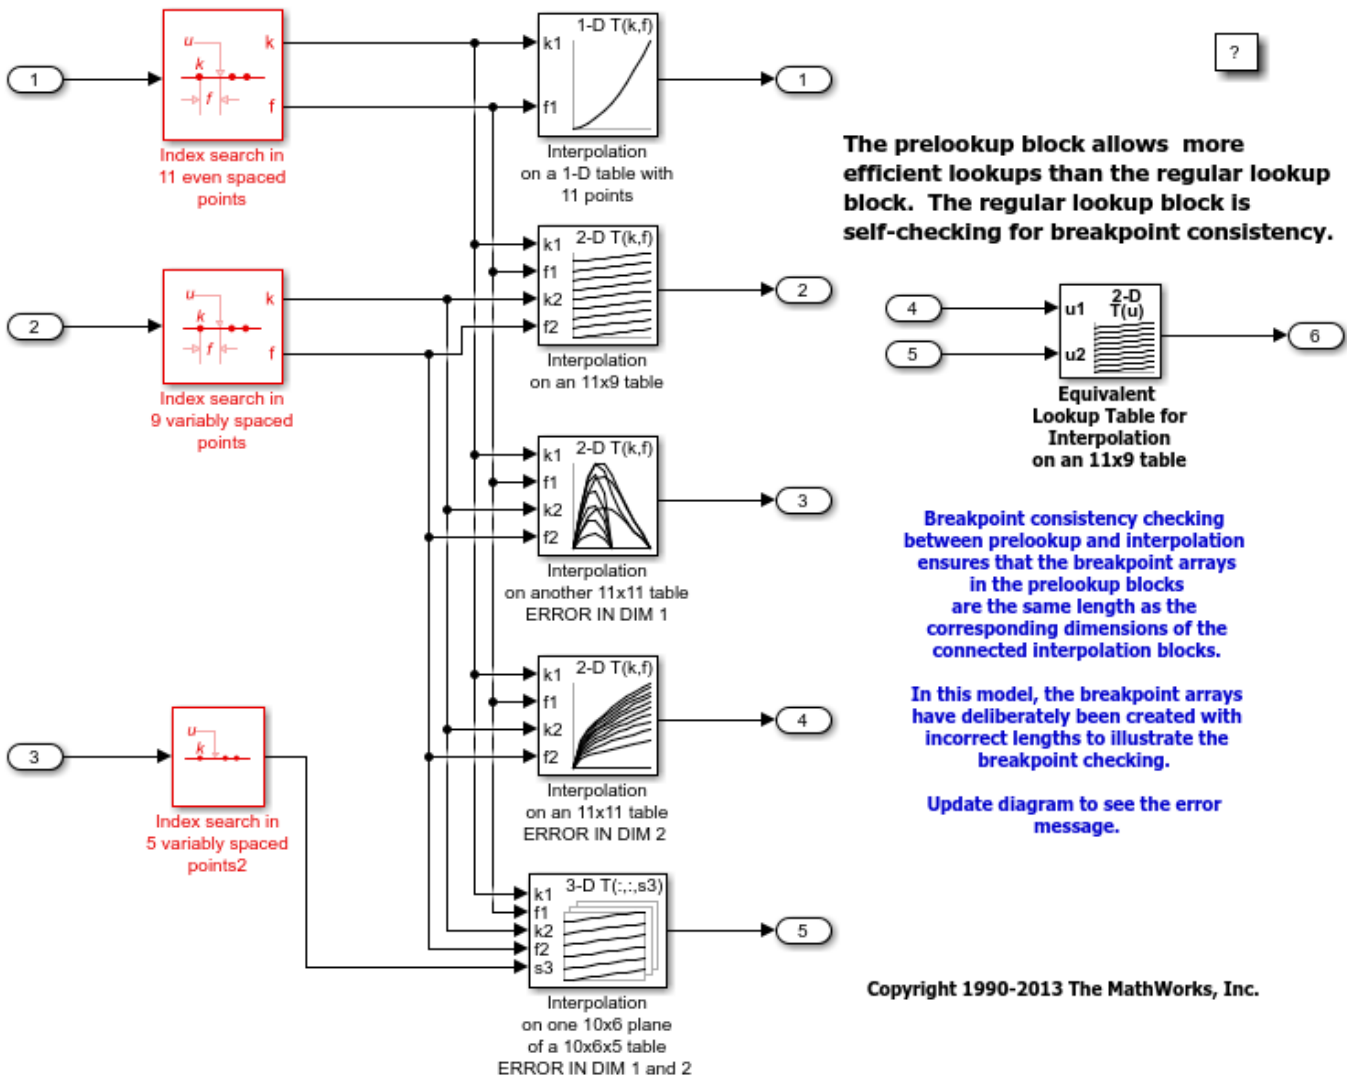 1
u
k
f
k
f
Index search in
11 even spaced
points
1-D T(k,f)
k1
f1
Interpolation
on a 1-D table with
11 points
1
?
The prelookup block allows more
efficient lookups than the regular lookup
block. The regular lookup block is
self-checking for breakpoint consistency.
2
u
k
f
k
f
Index search in
9 variably spaced
points
2-D T(k,f)
k1
f1
k2
f2
Interpolation
on an 11x9 table
2
4
5
u1
u2
2-D
T(u)
6
Equivalent
Lookup Table for
Interpolation
on an 11x9 table
2-D T(k,f)
k1
f1
k2
f2
Interpolation
on another 11x11 table
ERROR IN DIM 1
3
Breakpoint consistency checking
between prelookup and interpolation
ensures that the breakpoint arrays
in the prelookup blocks
are the same length as the
corresponding dimensions of the
connected interpolation blocks.
In this model, the breakpoint arrays
have deliberately been created with
incorrect lengths to illustrate the
breakpoint checking.
Update diagram to see the error
message.
2-D T(k,f)
k1
f1
k2
f2
Interpolation
on an 11x11 table
ERROR IN DIM 2
4
3
u
k
Index search in
5 variably spaced
points2
3-D T(:,:,s3)
k1
f1
k2
f2
s3
Interpolation
on one 10x6 plane
of a 10x6x5 table
ERROR IN DIM 1 and 2
5
Copyright 1990-2013 The MathWorks, Inc.